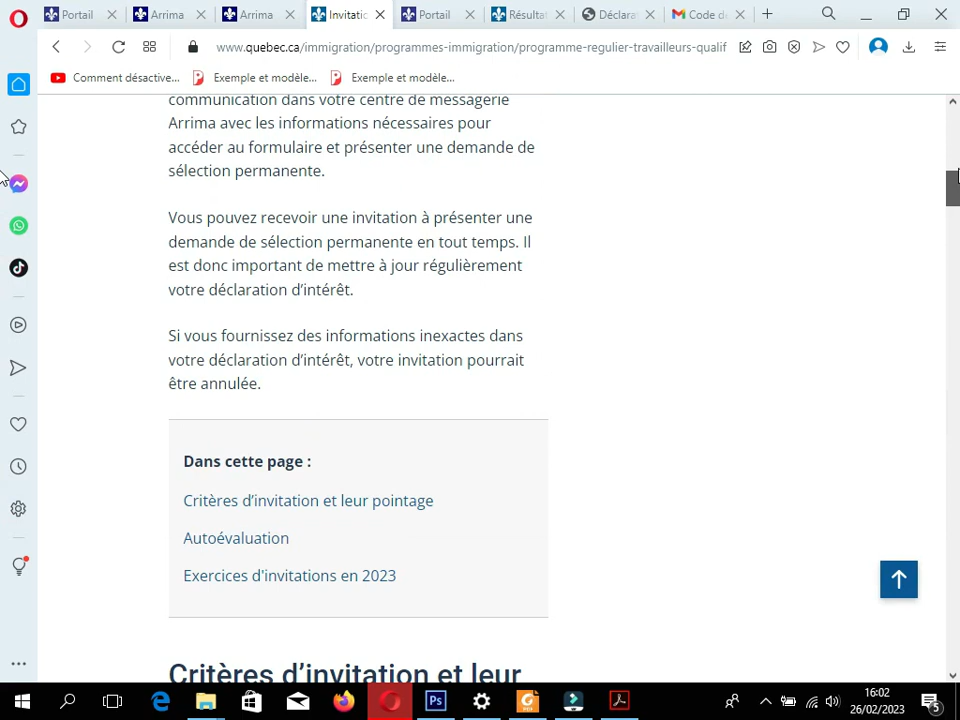 Portail
Arrima
Arrima
Invitatic
Portail
Résulta
Déclara
Code d
www.quebec.ca/immigration/programmes-immigration/programme-regulier-travailleurs-qualif
Comment désactive...
Exemple et modèle...
Exemple et modèle...
communication dans votre centre de messagerie
Arrima avec les informations nécessaires pour
accéder au formulaire et présenter une demande de
sélection permanente.
Vous pouvez recevoir une invitation à présenter une
demande de sélection permanente en tout temps. Il
est donc important de mettre à jour régulièrement
votre déclaration d’intérêt.
Si vous fournissez des informations inexactes dans
votre déclaration d’intérêt, votre invitation pourrait
être annulée.
Dans cette page :
Critères d’invitation et leur pointage
Autoévaluation
Exercices d'invitations en 2023
Critères d’invitation et leur
Ps
16:02
26/02/2023
5